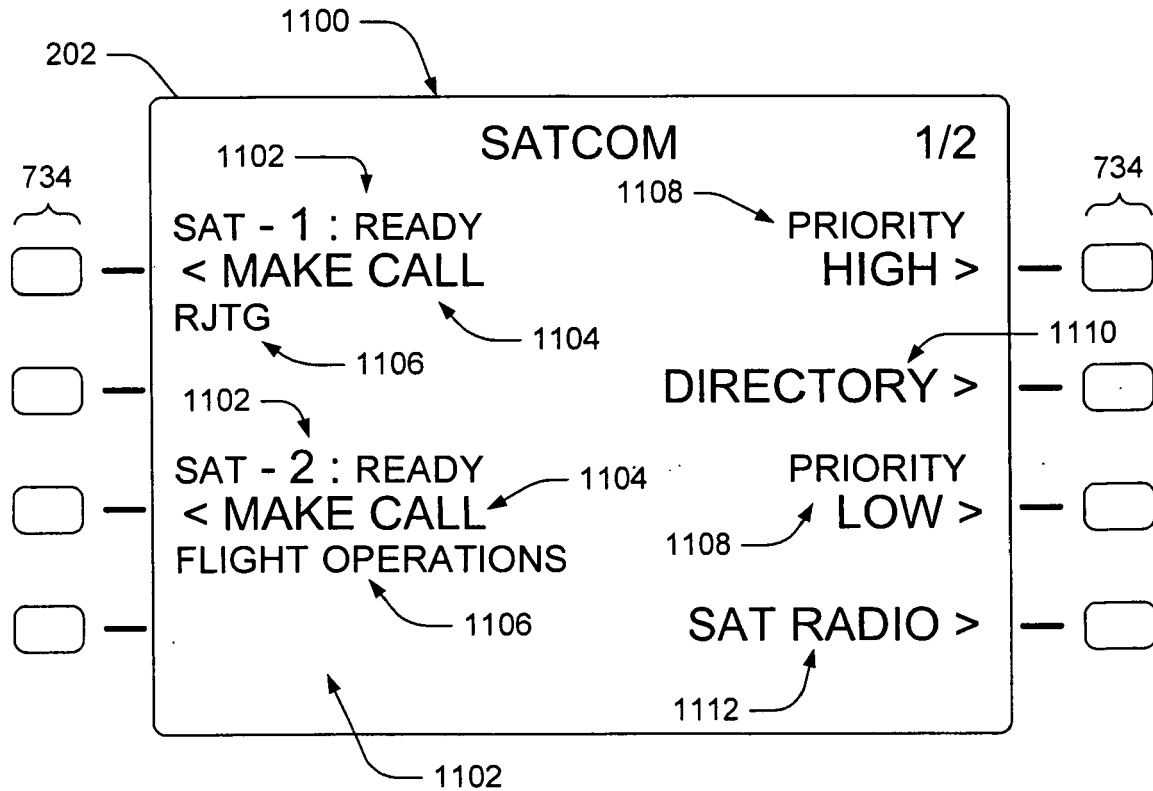 1100
202
SATCOM 1/2
1102
734
1108
734
SAT - 1 : READY
PRIORITY
< MAKE CALL
HIGH >
RJTG
1104
1106
1110
DIRECTORY >
1102
SAT - 2 : READY
1104
PRIORITY
< MAKE CALL
LOW >
1108
FLIGHT OPERATIONS
1106
SAT RADIO >
1112
1102